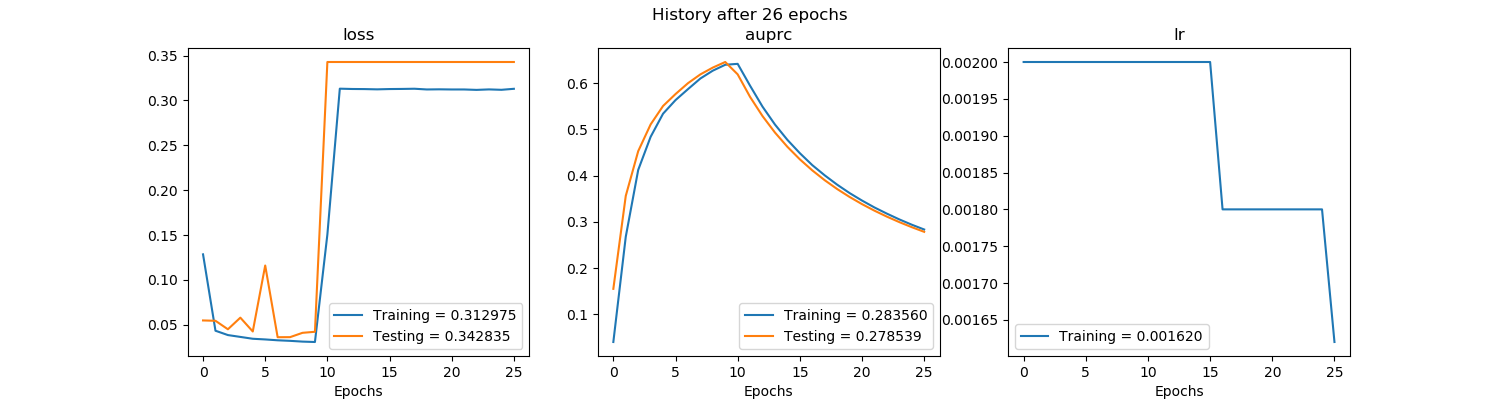 History after 26 epochs
loss
0.35
0.30
0.25
0.20
0.15
0.10
0.05
Training = 0.312975
Testing = 0.342835
0 5 10 15 20 25
Epochs
auprc
0.6
0.5
0.4
0.3
0.2
0.1
Training = 0.283560
Testing = 0.278539
0 5 10 15 20 25
Epochs
lr
0.00200
0.00195
0.00190
0.00185
0.00180
0.00175
0.00170
0.00165
Training = 0.001620
0 5 10 15 20 25
Epochs